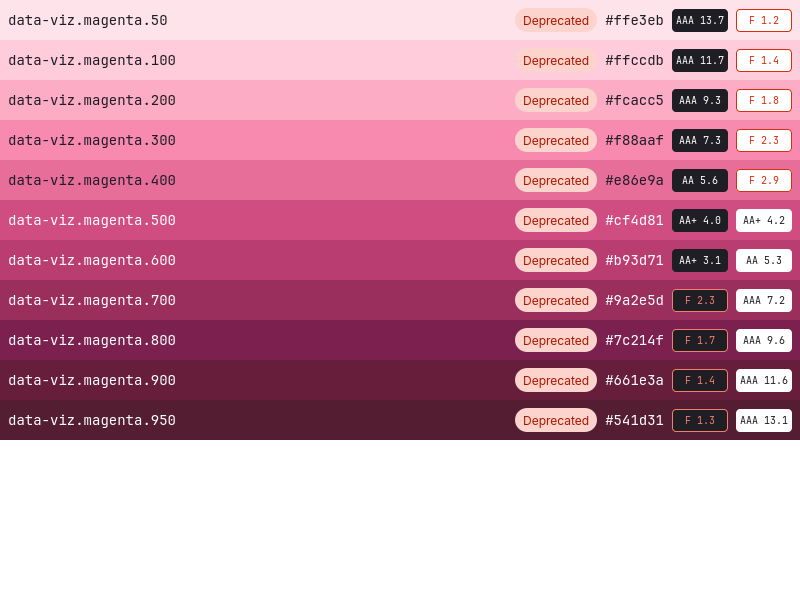 data-viz.magenta.50 Deprecated #ffe3eb AAA 13.7 F 1.2
data-viz.magenta.100 Deprecated #ffccdb AAA 11.7 F 1.4
data-viz.magenta.200 Deprecated #fcacc5 AAA 9.3 F 1.8
data-viz.magenta.300 Deprecated #f88aaf AAA 7.3 F 2.3
data-viz.magenta.400 Deprecated #e86e9a AA 5.6 F 2.9
data-viz.magenta.500 Deprecated #cf4d81 AA+ 4.0 AA+ 4.2
data-viz.magenta.600 Deprecated #b93d71 AA+ 3.1 AA 5.3
data-viz.magenta.700 Deprecated #9a2e5d F 2.3 AAA 7.2
data-viz.magenta.800 Deprecated #7c214f F 1.7 AAA 9.6
data-viz.magenta.900 Deprecated #661e3a F 1.4 AAA 11.6
data-viz.magenta.950 Deprecated #541d31 F 1.3 AAA 13.1